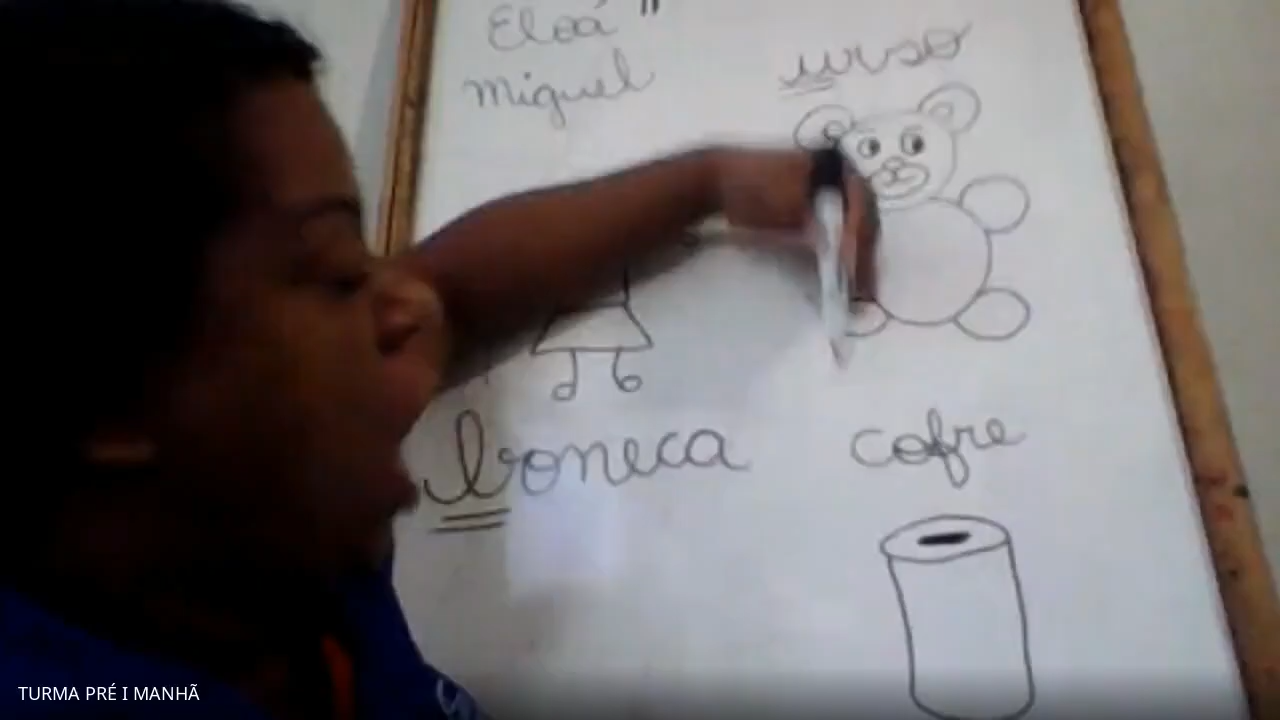 Eloá "
Miguel
urso
boneca
cofre
TURMA PRÉ I MANHÃ